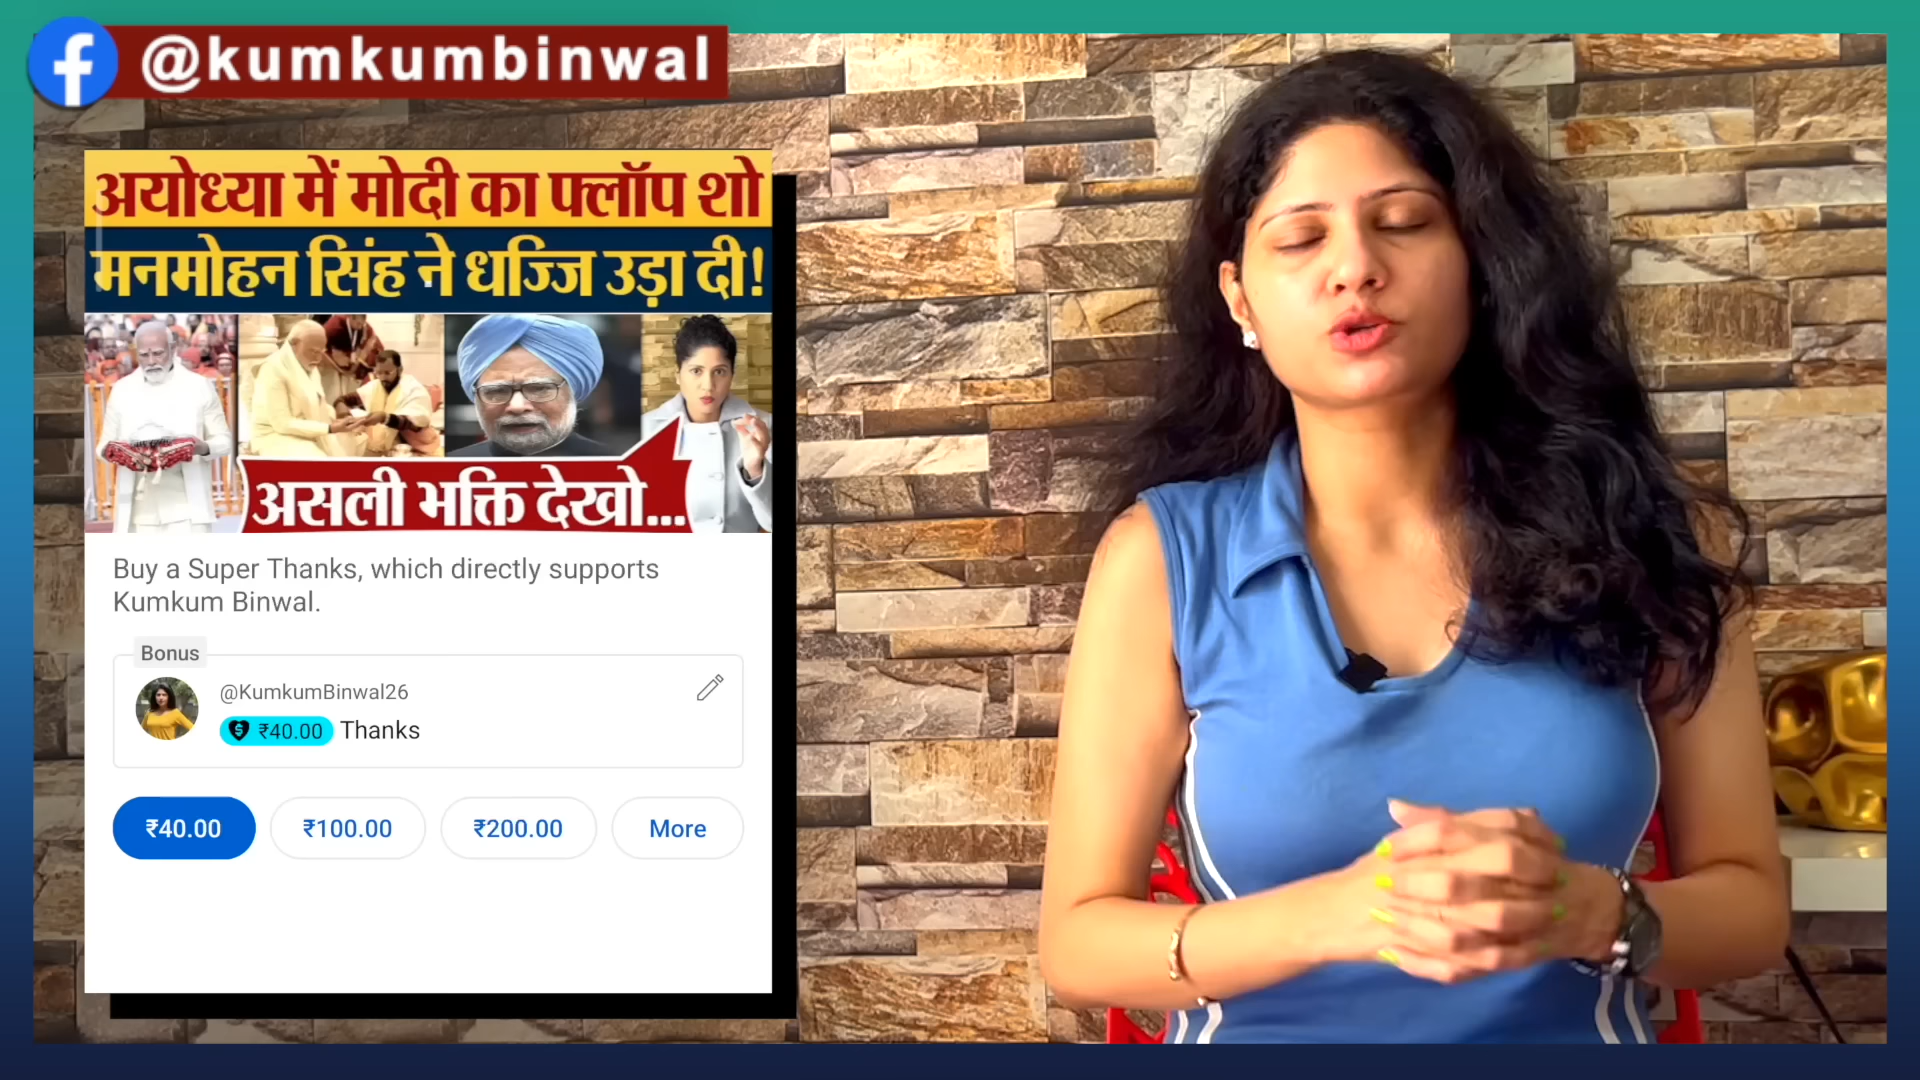 @kumkumbinwal
अयोध्या में मोदी का फ्लॉप शो
मनमोहन सिंह ने धज्जि उड़ा दी!
असली भक्ति देखो...
Buy a Super Thanks, which directly supports
Kumkum Binwal.
Bonus
@KumkumBinwal26
₹40.00 Thanks
₹40.00 ₹100.00 ₹200.00 More